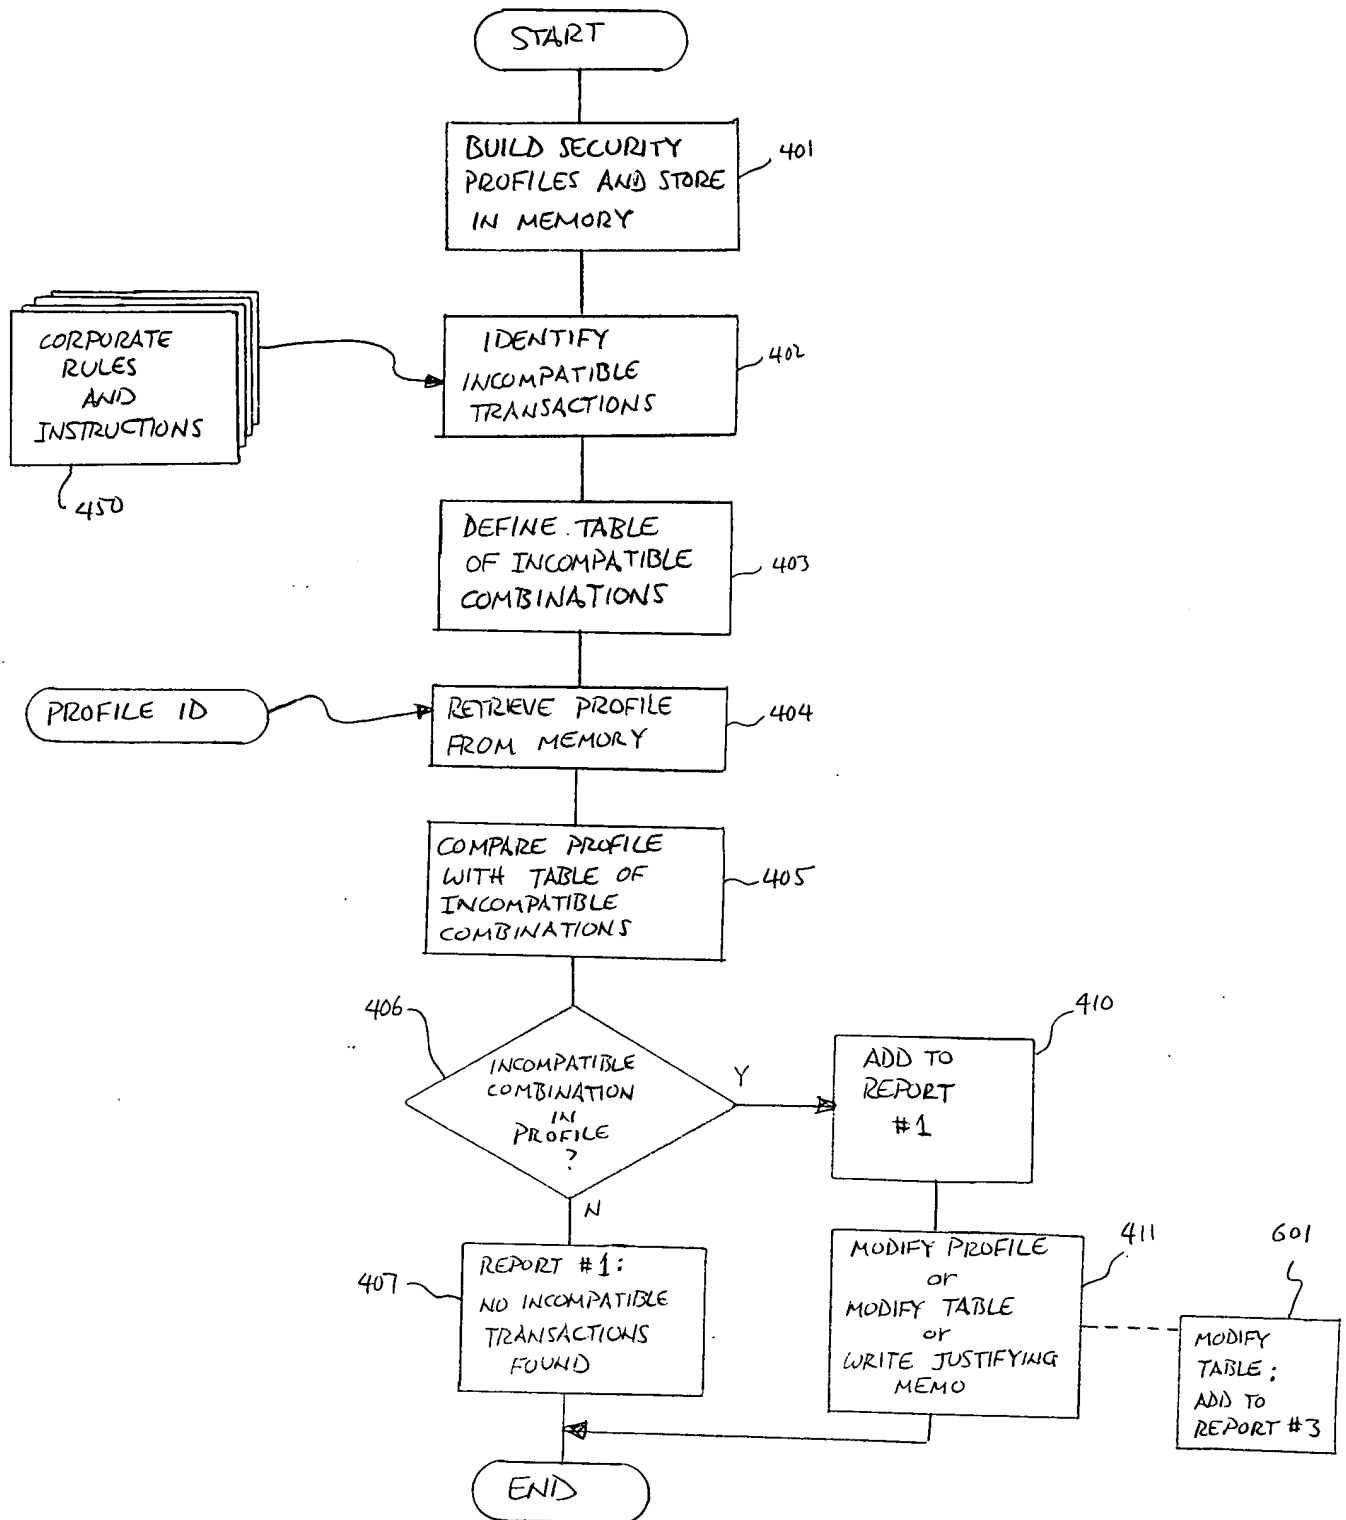 START
BUILD SECURITY
PROFILES AND STORE
IN MEMORY
401
CORPORATE
RULES
AND
INSTRUCTIONS
450
IDENTIFY
INCOMPATIBLE
TRANSACTIONS
402
DEFINE TABLE
OF INCOMPATIBLE
COMBINATIONS
403
PROFILE ID
RETRIEVE PROFILE
FROM MEMORY
404
COMPARE PROFILE
WITH TABLE OF
INCOMPATIBLE
COMBINATIONS
405
406
INCOMPATIBLE
COMBINATION
IN
PROFILE
?
Y
N
410
ADD TO
REPORT
#1
407
REPORT #1:
NO INCOMPATIBLE
TRANSACTIONS
FOUND
411
MODIFY PROFILE
or
MODIFY TABLE
or
WRITE JUSTIFYING
MEMO
601
MODIFY
TABLE:
ADD TO
REPORT #3
END